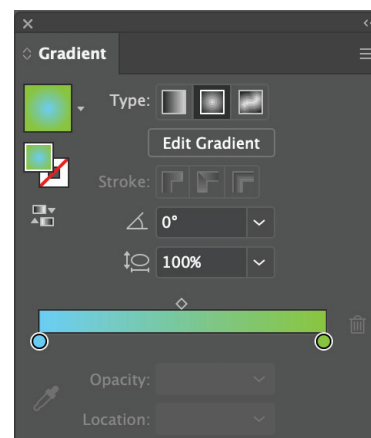 Gradient
Type:
Edit Gradient
Stroke:
0°
100%
Opacity:
Location: